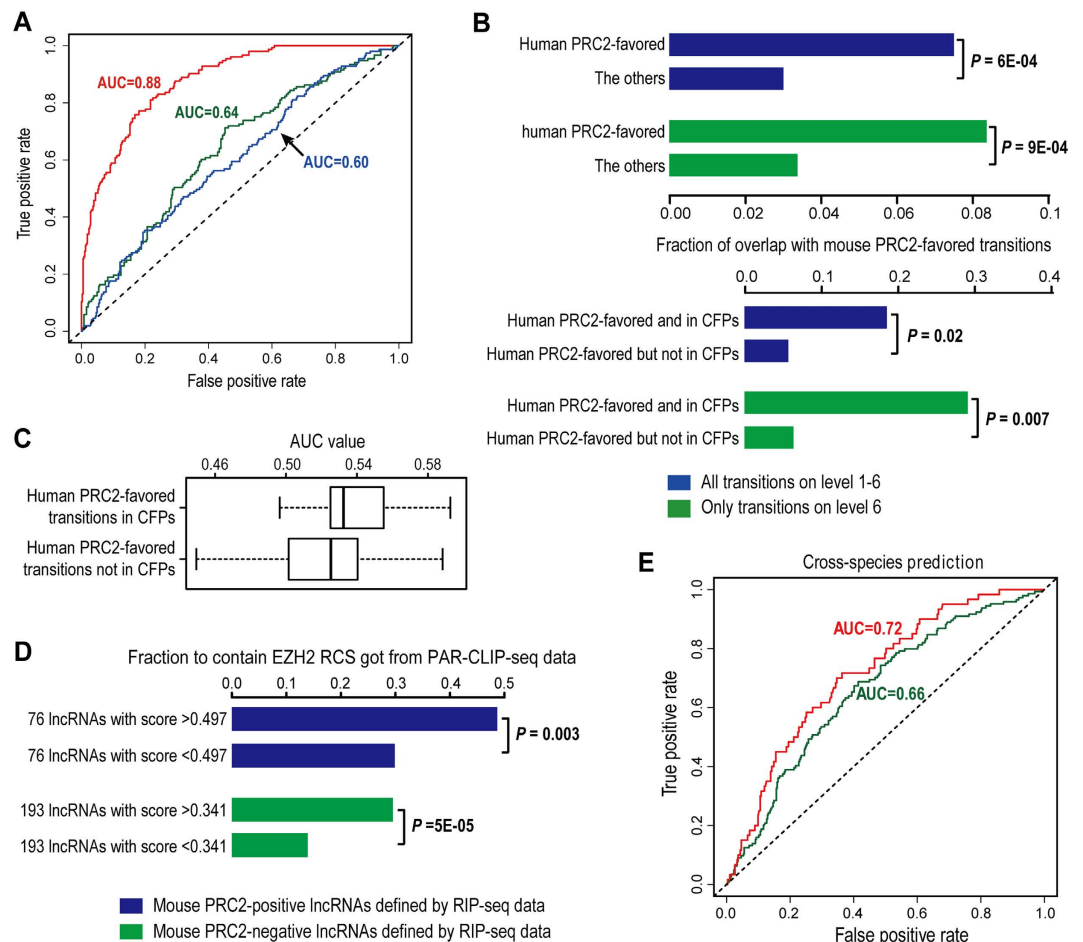 A
1.0
0.8
0.6
0.4
0.2
0.0
True positive rate
AUC=0.88
AUC=0.64
AUC=0.60
0.0 0.2 0.4 0.6 0.8 1.0
False positive rate
B
Human PRC2-favored
The others
P = 6E-04
human PRC2-favored
The others
P = 9E-04
0.00 0.02 0.04 0.06 0.08 0.1
Fraction of overlap with mouse PRC2-favored transitions
0.0 0.1 0.2 0.3 0.4
Human PRC2-favored and in CFPs
Human PRC2-favored but not in CFPs
P = 0.02
Human PRC2-favored and in CFPs
Human PRC2-favored but not in CFPs
P = 0.007
All transitions on level 1-6
Only transitions on level 6
C
AUC value
0.46 0.50 0.54 0.58
Human PRC2-favored
transitions in CFPs
Human PRC2-favored
transitions not in CFPs
D
Fraction to contain EZH2 RCS got from PAR-CLIP-seq data
0.0 0.1 0.2 0.3 0.4 0.5
76 lncRNAs with score >0.497
76 lncRNAs with score <0.497
P = 0.003
193 lncRNAs with score >0.341
193 lncRNAs with score <0.341
P =5E-05
Mouse PRC2-positive lncRNAs defined by RIP-seq data
Mouse PRC2-negative lncRNAs defined by RIP-seq data
E
Cross-species prediction
1.0
0.8
0.6
0.4
0.2
0.0
True positive rate
AUC=0.72
AUC=0.66
0.0 0.2 0.4 0.6 0.8 1.0
False positive rate